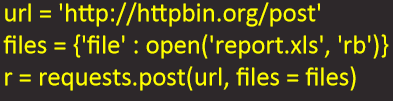 url = 'http://httpbin.org/post'
files = {'file' : open('report.xls', 'rb')}
r = requests.post(url, files = files)